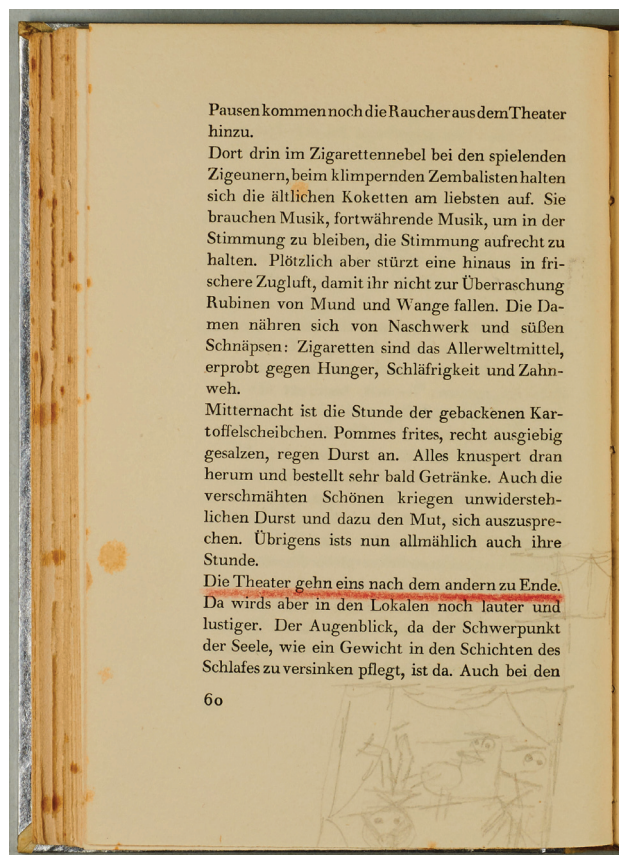 Pausen kommen noch die Raucher aus dem Theater
hinzu.
Dort drin im Zigarettennebel bei den spielenden
Zigeunern, beim klimpernden Zembalisten halten
sich die ältlichen Koketten am liebsten auf. Sie
brauchen Musik, fortwährende Musik, um in der
Stimmung zu bleiben, die Stimmung aufrecht zu
halten. Plötzlich aber stürzt eine hinaus in fri-
schere Zugluft, damit ihr nicht zur Überraschung
Rubinen von Mund und Wange fallen. Die Da-
men nähren sich von Naschwerk und süßen
Schnäpsen: Zigaretten sind das Allerweltmittel,
erprobt gegen Hunger, Schläfrigkeit und Zahn-
weh.
Mitternacht ist die Stunde der gebackenen Kar-
toffelscheibchen. Pommes frites, recht ausgiebig
gesalzen, regen Durst an. Alles knuspert dran
herum und bestellt sehr bald Getränke. Auch die
verschmähten Schönen kriegen unwidersteh-
lichen Durst und dazu den Mut, sich auszuspre-
chen. Übrigens ists nun allmählich auch ihre
Stunde.
Die Theater gehn eins nach dem andern zu Ende.
Da wirds aber in den Lokalen noch lauter und
lustiger. Der Augenblick, da der Schwerpunkt
der Seele, wie ein Gewicht in den Schichten des
Schlafes zu versinken pflegt, ist da. Auch bei den
60